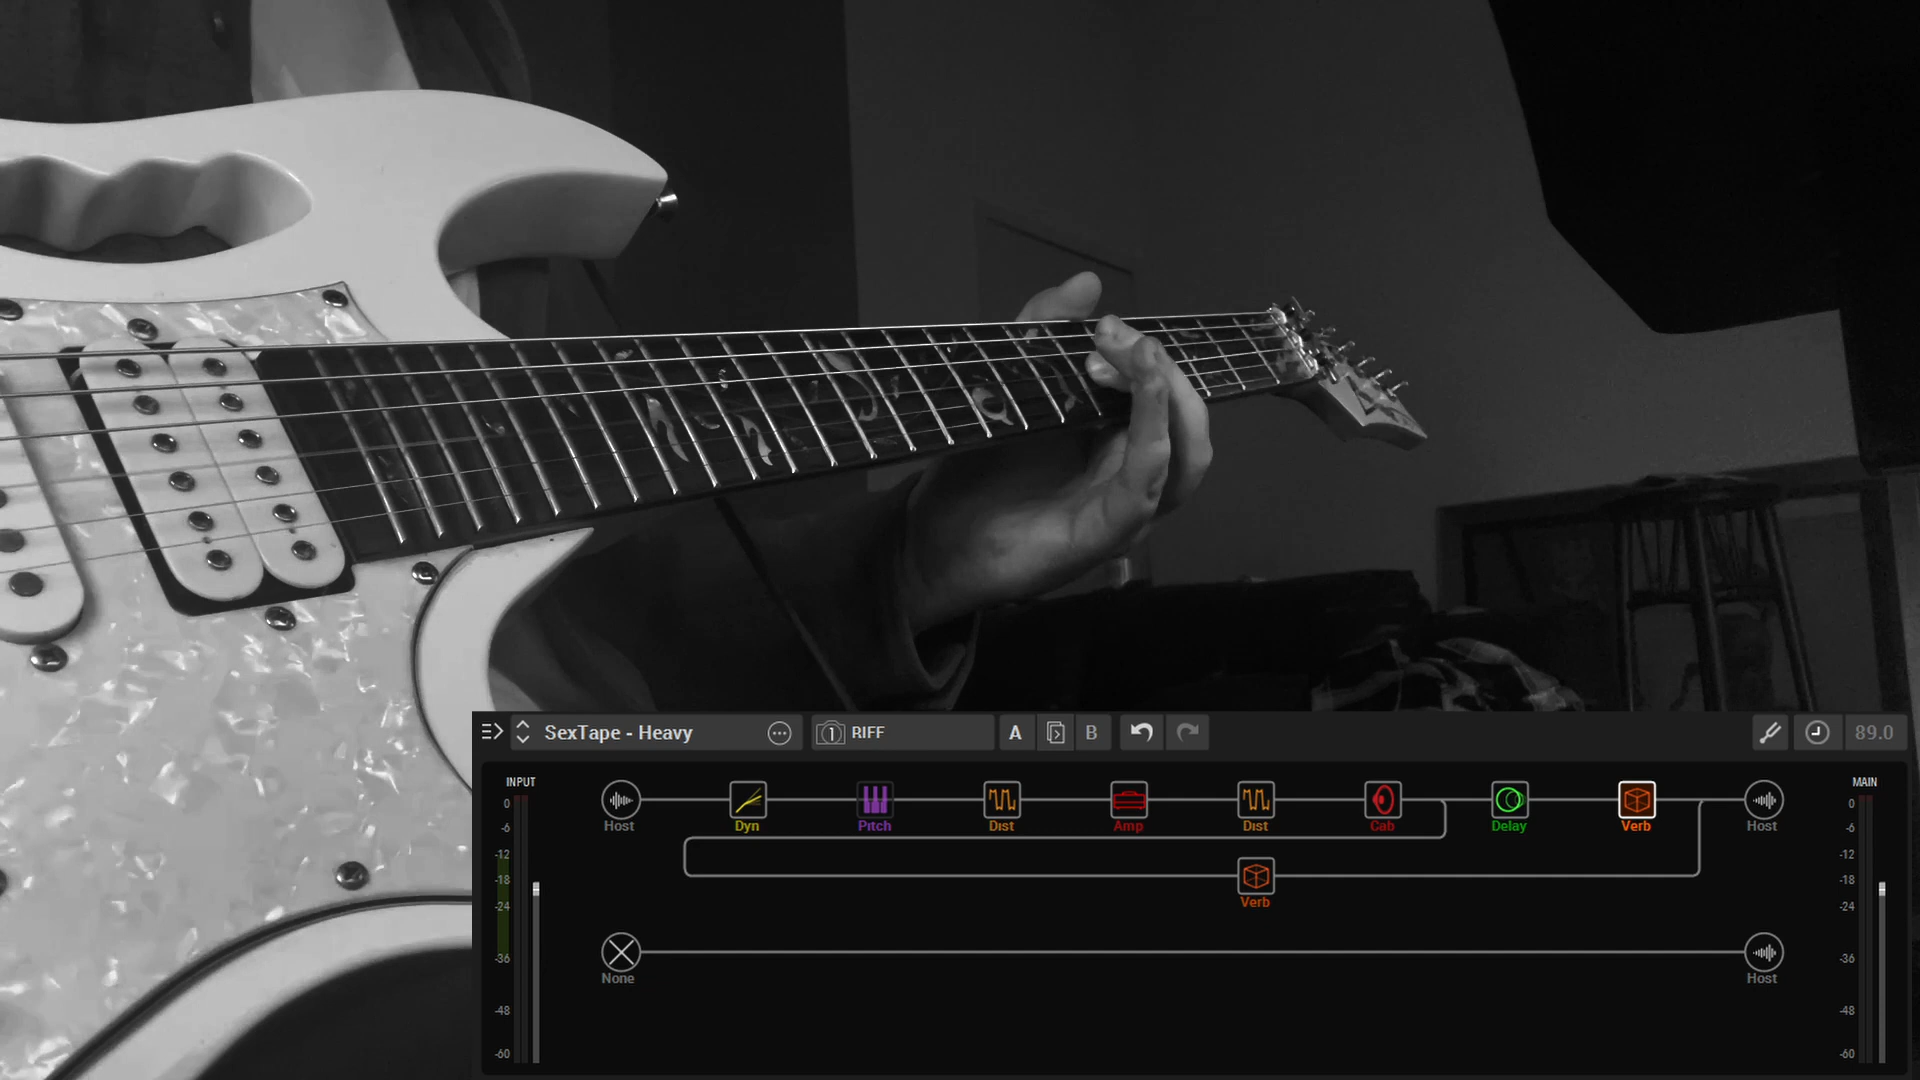 SexTape - Heavy
1 RIFF
A B
89.0
INPUT MAIN
Host Dyn Pitch Dist Amp Dist Cab Delay Verb Host
Verb
None Host
0 0
-6 -6
-12 -12
-18 -18
-24 -24
-36 -36
-48 -48
-60 -60